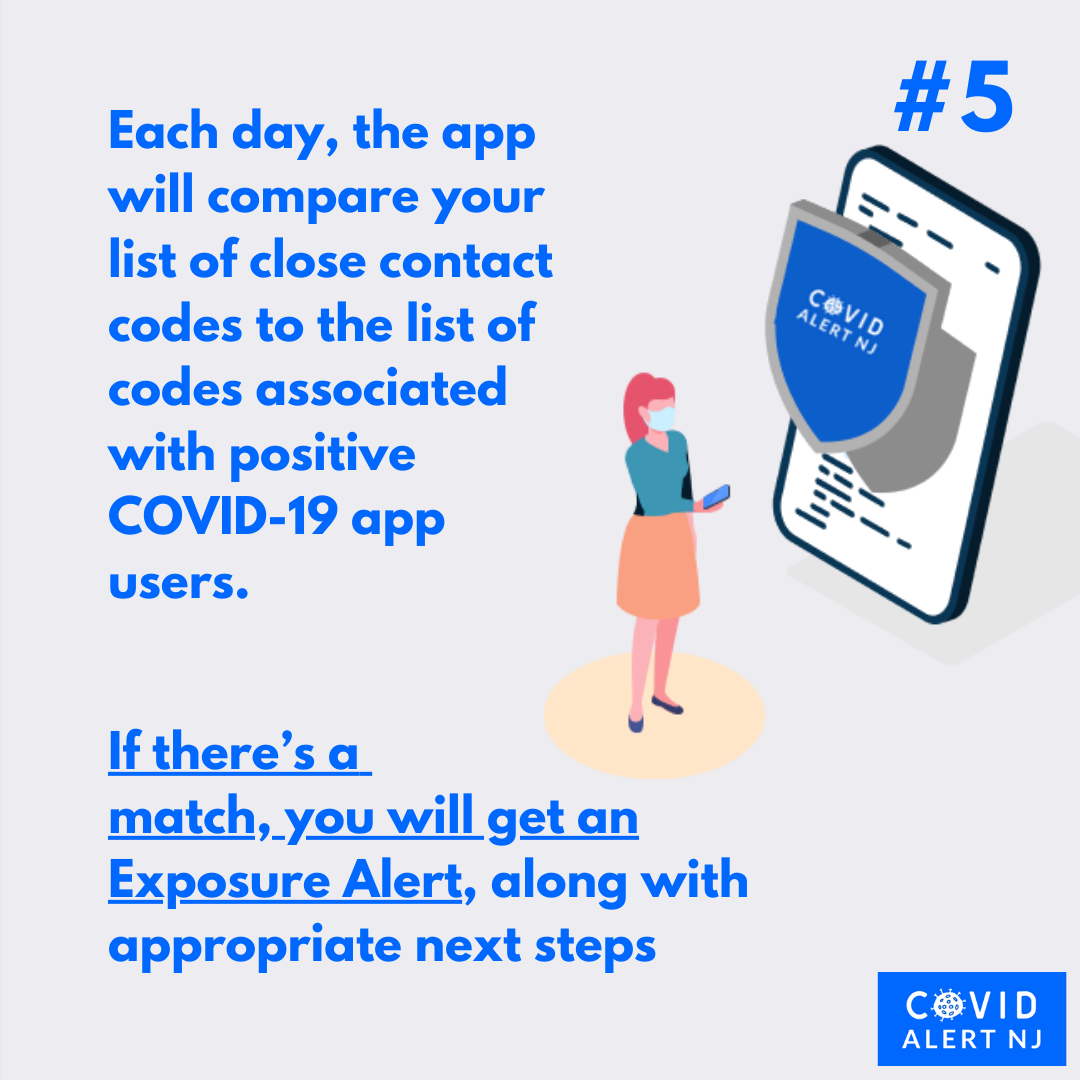 #5
Each day, the app
will compare your
list of close contact
codes to the list of
codes associated
with positive
COVID-19 app
users.
COVID
ALERT NJ
If there's a
match, you will get an
Exposure Alert, along with
appropriate next steps
COVID
ALERT NJ